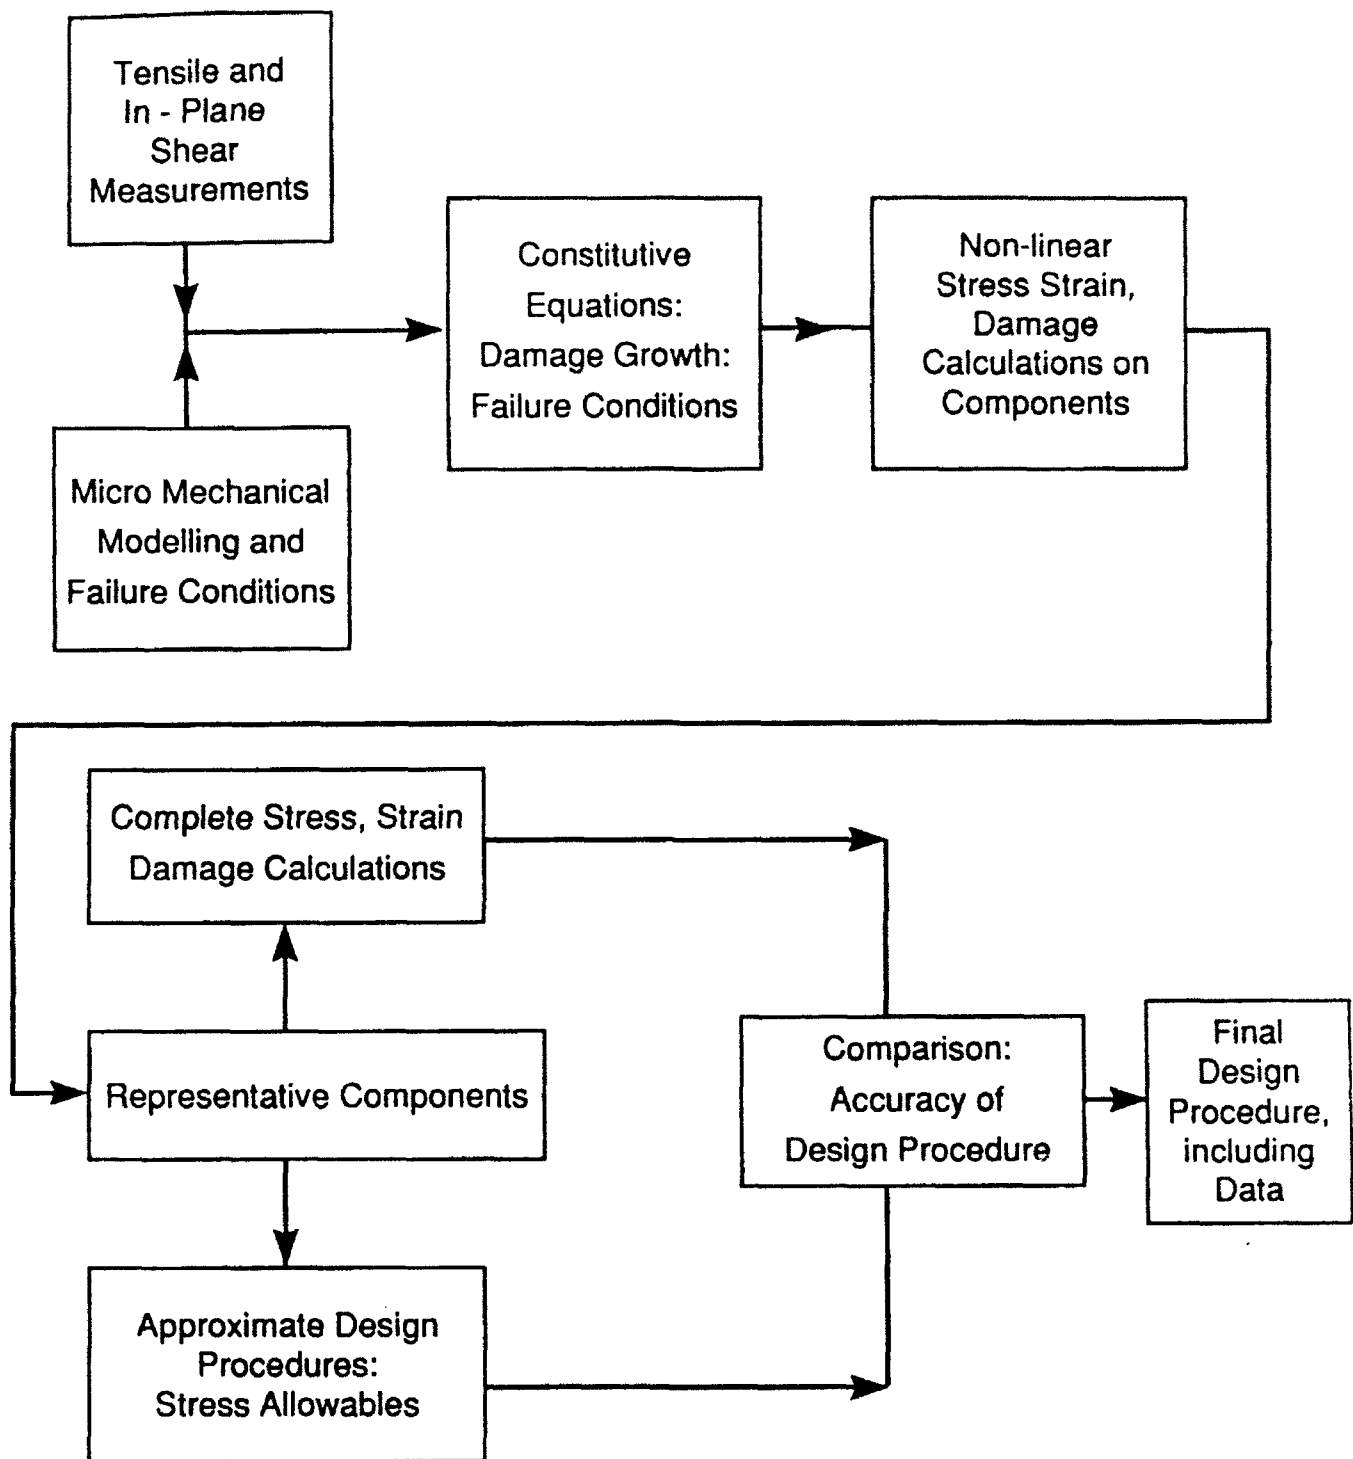 Tensile and
In - Plane
Shear
Measurements
Constitutive
Equations:
Damage Growth:
Failure Conditions
Non-linear
Stress Strain,
Damage
Calculations on
Components
Micro Mechanical
Modelling and
Failure Conditions
Complete Stress, Strain
Damage Calculations
Representative Components
Comparison:
Accuracy of
Design Procedure
Final
Design
Procedure,
including
Data
Approximate Design
Procedures:
Stress Allowables